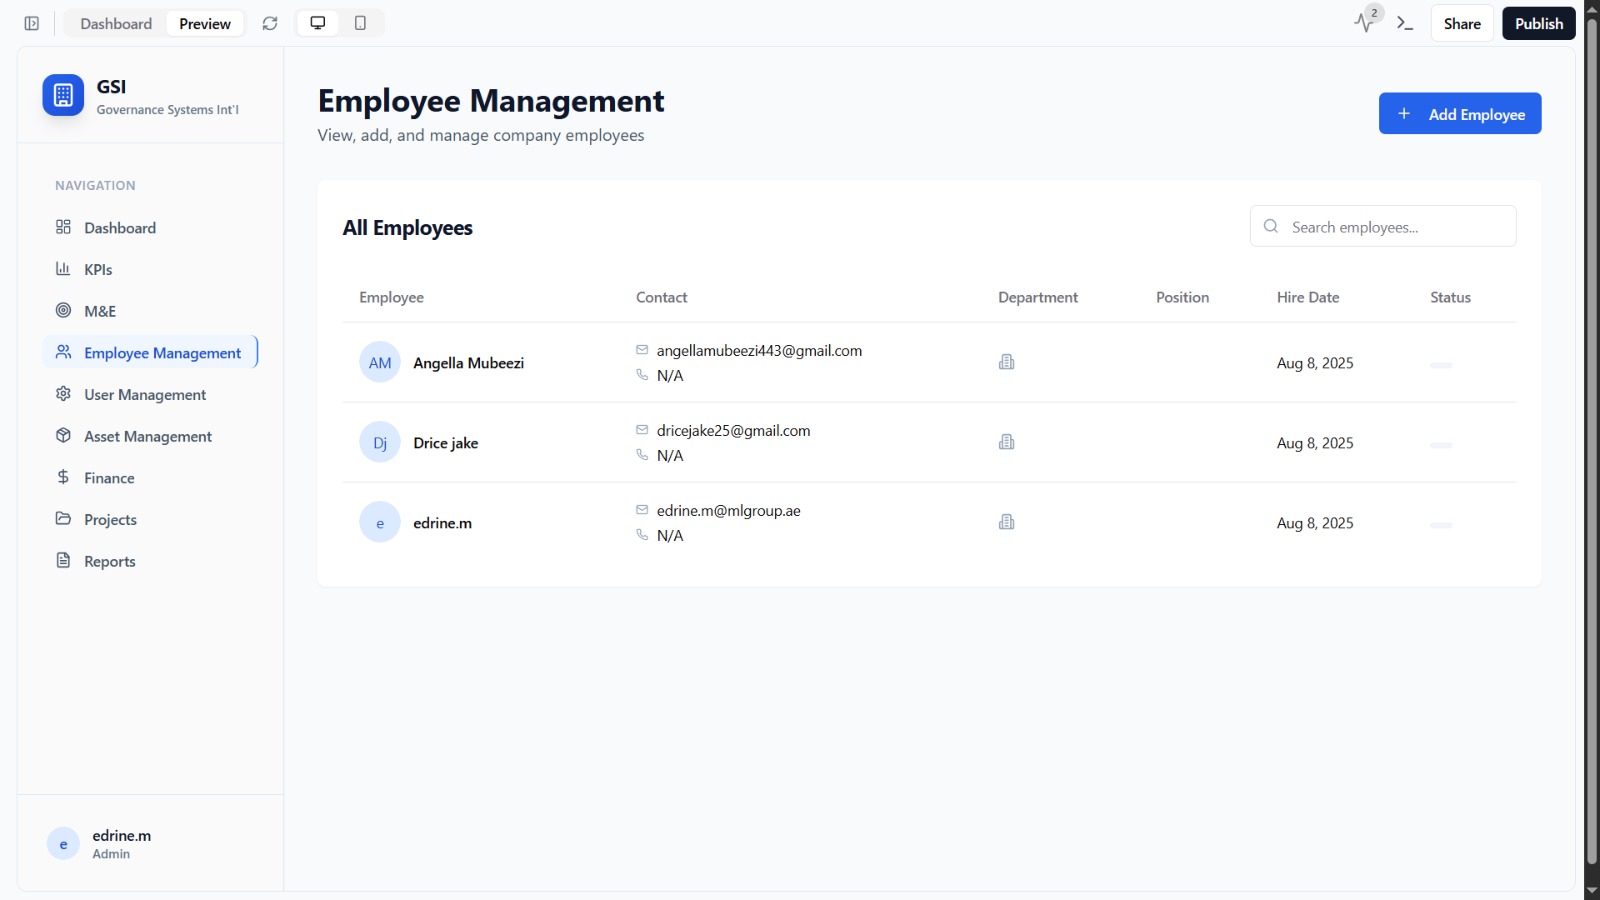 Dashboard Preview 2 Share Publish
GSI
Governance Systems Int'l
NAVIGATION
Dashboard
KPIs
M&E
Employee Management
User Management
Asset Management
Finance
Projects
Reports
edrine.m
Admin
Employee Management
View, add, and manage company employees
Add Employee
All Employees
Search employees...
Employee Contact Department Position Hire Date Status
AM Angella Mubeezi angellamubeezi443@gmail.com Aug 8, 2025
N/A
Dj Drice jake dricejake25@gmail.com Aug 8, 2025
N/A
e edrine.m edrine.m@mlgroup.ae Aug 8, 2025
N/A
e